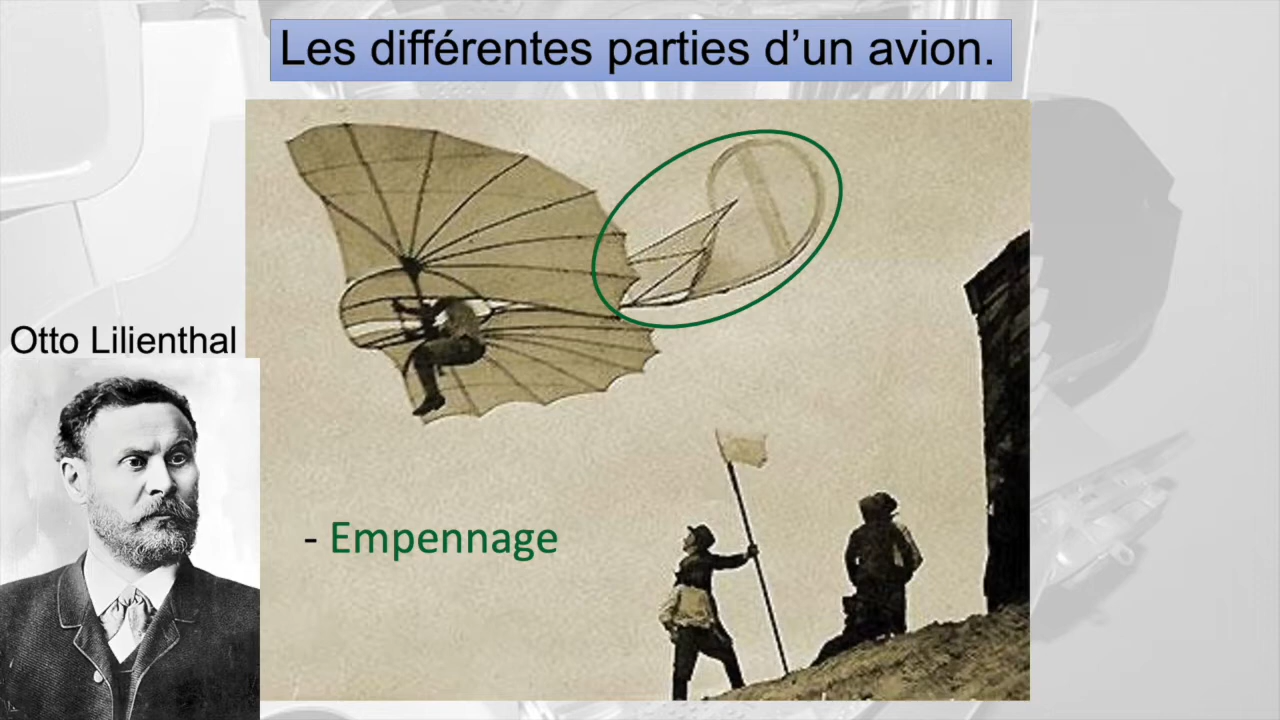 Les différentes parties d’un avion.
Otto Lilienthal
- Empennage